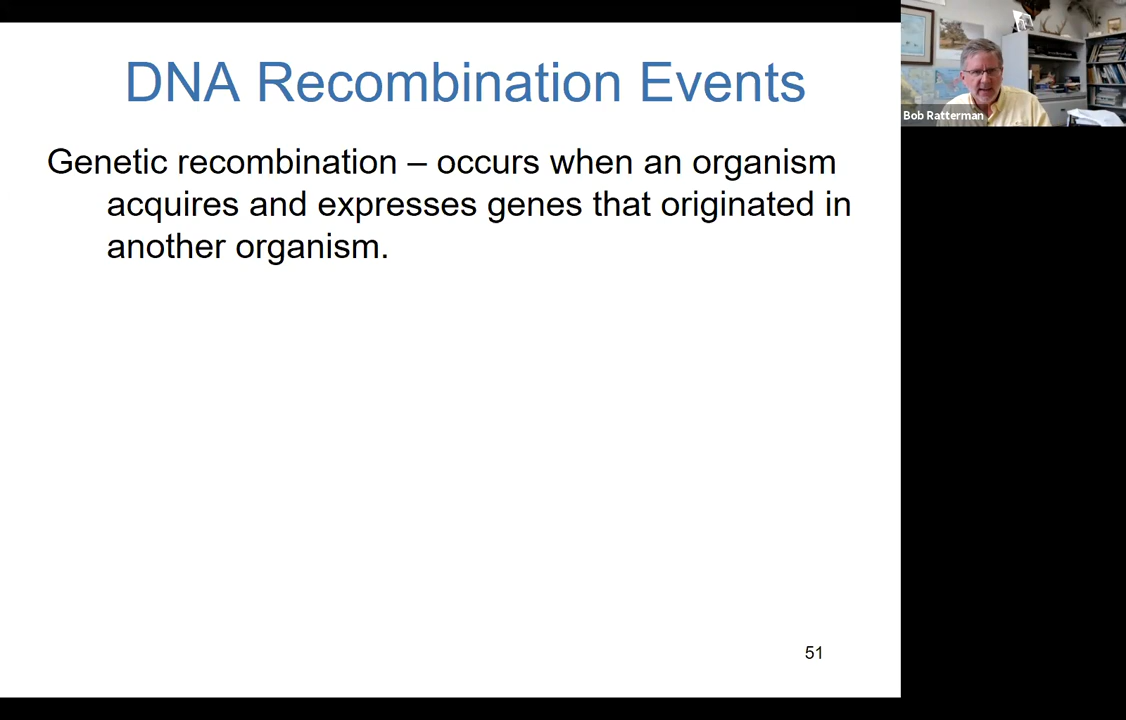 DNA Recombination Events
Genetic recombination – occurs when an organism
acquires and expresses genes that originated in
another organism.
51
Bob Ratterman